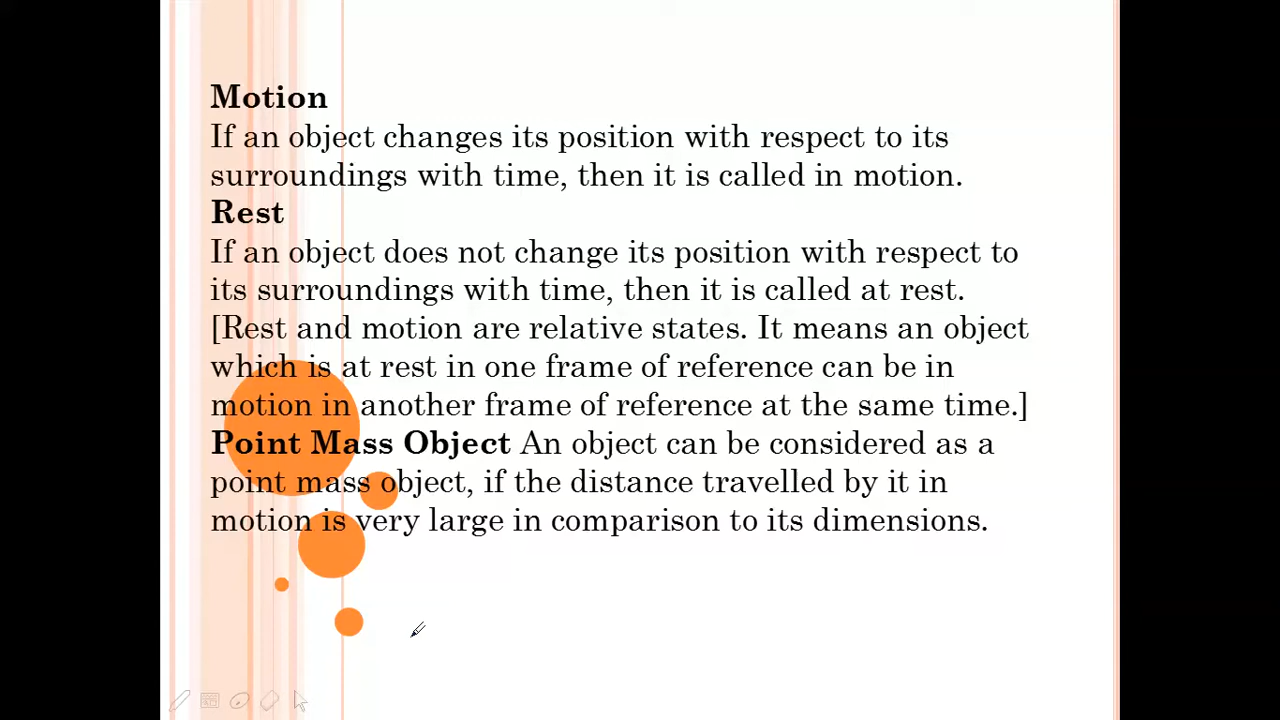 Motion
If an object changes its position with respect to its
surroundings with time, then it is called in motion.
Rest
If an object does not change its position with respect to
its surroundings with time, then it is called at rest.
[Rest and motion are relative states. It means an object
which is at rest in one frame of reference can be in
motion in another frame of reference at the same time.]
Point Mass Object An object can be considered as a
point mass object, if the distance travelled by it in
motion is very large in comparison to its dimensions.